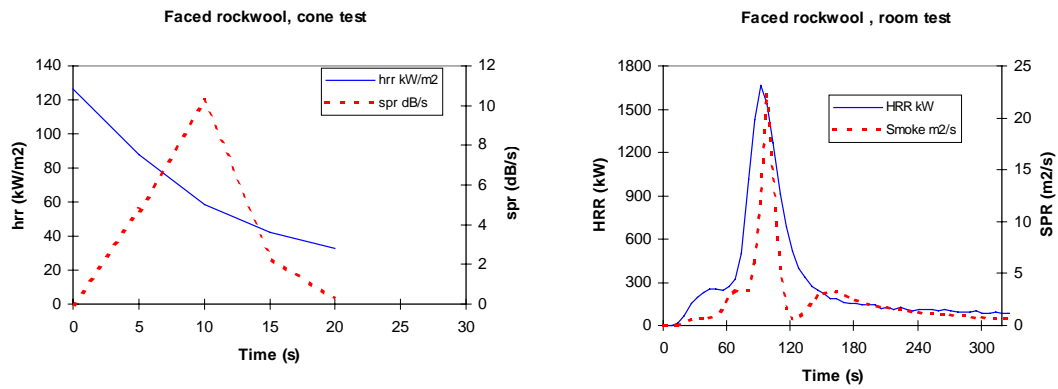 Faced rockwool, cone test
140
120
100
80
60
40
20
0
hrr (kW/m2)
12
10
8
6
4
2
0
spr (dB/s)
hrr kW/m2
spr dB/s
0 5 10 15 20 25 30
Time (s)
Faced rockwool , room test
1800
1500
1200
900
600
300
0
HRR (kW)
25
20
15
10
5
0
SPR (m2/s)
HRR kW
Smoke m2/s
0 60 120 180 240 300
Time (s)